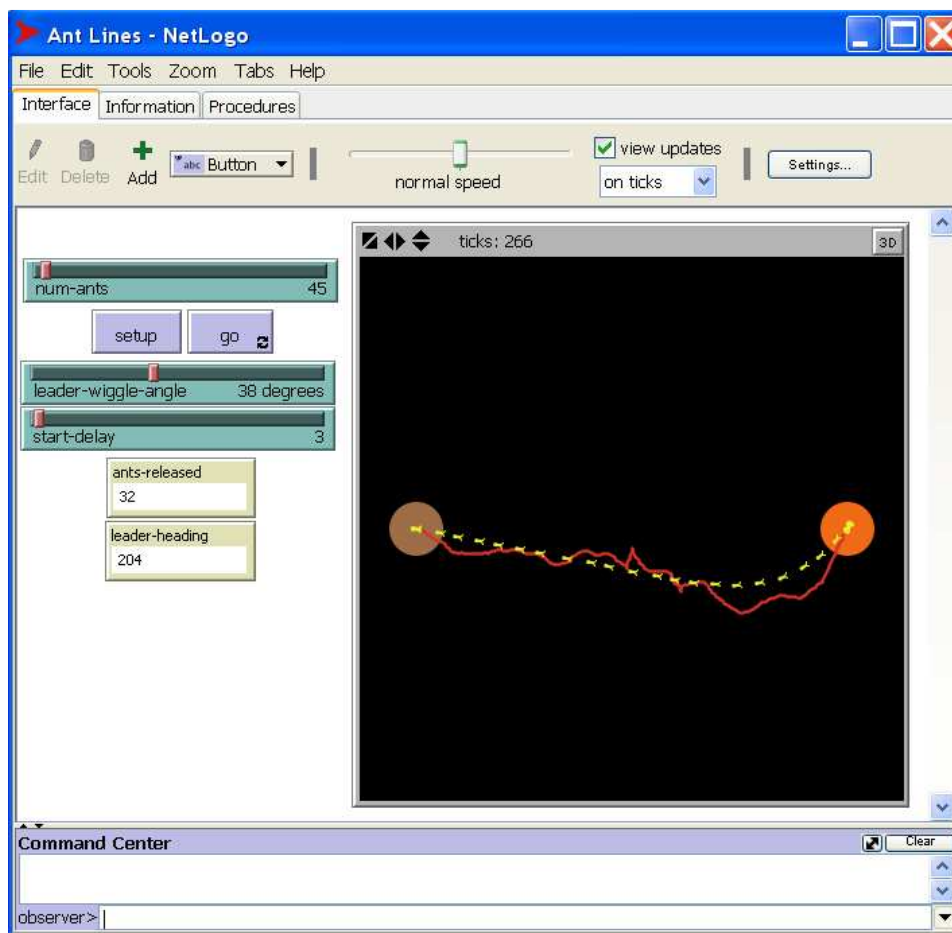 Ant Lines - NetLogo
File Edit Tools Zoom Tabs Help
Interface Information Procedures
Edit Delete Add abc Button normal speed view updates on ticks Settings...
ticks: 266 3D
num-ants 45
setup go
leader-wiggle-angle 38 degrees
start-delay 3
ants-released
32
leader-heading
204
Command Center Clear
observer>